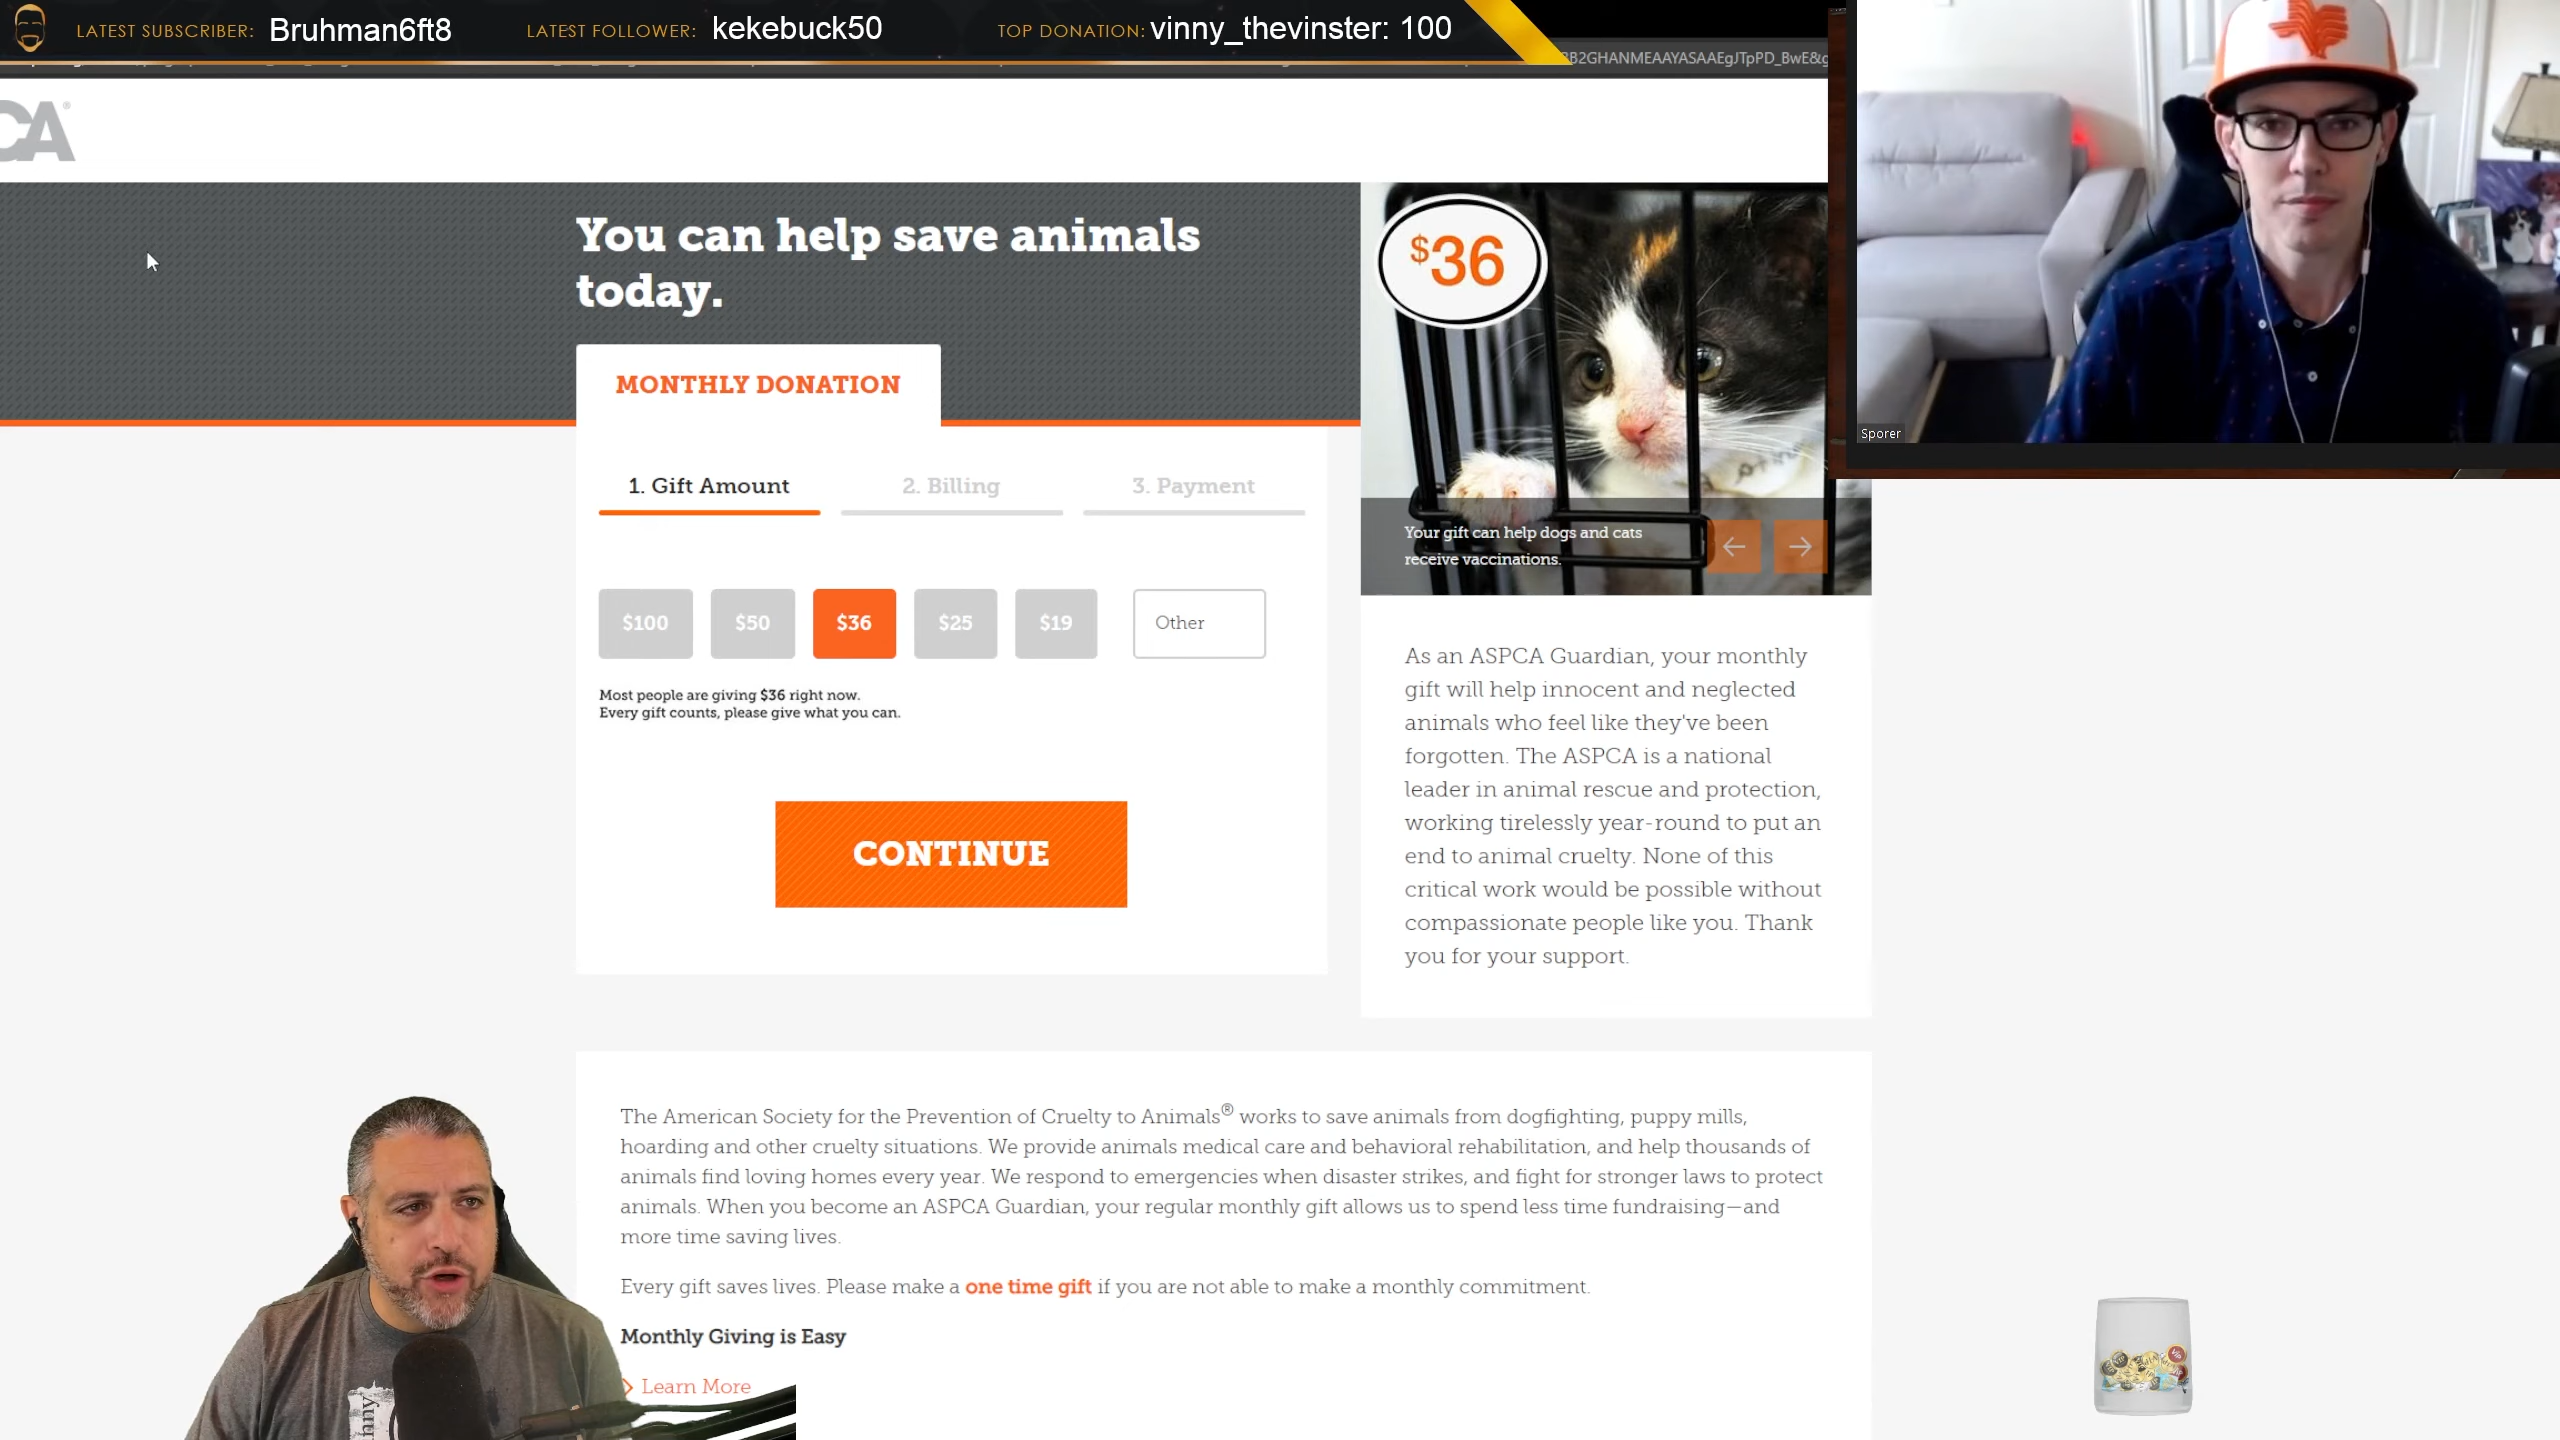 LATEST SUBSCRIBER: Bruhman6ft8
LATEST FOLLOWER: kekebuck50
TOP DONATION: vinny_thevinster: 100
B2GHANMEAAYASAAEgJTpPD_BwE&g
CA®
You can help save animals
today.
MONTHLY DONATION
1. Gift Amount
2. Billing
3. Payment
$100
$50
$36
$25
$19
Other
Most people are giving $36 right now.
Every gift counts, please give what you can.
CONTINUE
$36
Your gift can help dogs and cats
receive vaccinations.
Sporer
As an ASPCA Guardian, your monthly
gift will help innocent and neglected
animals who feel like they've been
forgotten. The ASPCA is a national
leader in animal rescue and protection,
working tirelessly year-round to put an
end to animal cruelty. None of this
critical work would be possible without
compassionate people like you. Thank
you for your support.
The American Society for the Prevention of Cruelty to Animals® works to save animals from dogfighting, puppy mills,
hoarding and other cruelty situations. We provide animals medical care and behavioral rehabilitation, and help thousands of
animals find loving homes every year. We respond to emergencies when disaster strikes, and fight for stronger laws to protect
animals. When you become an ASPCA Guardian, your regular monthly gift allows us to spend less time fundraising—and
more time saving lives.
Every gift saves lives. Please make a one time gift if you are not able to make a monthly commitment.
Monthly Giving is Easy
Learn More